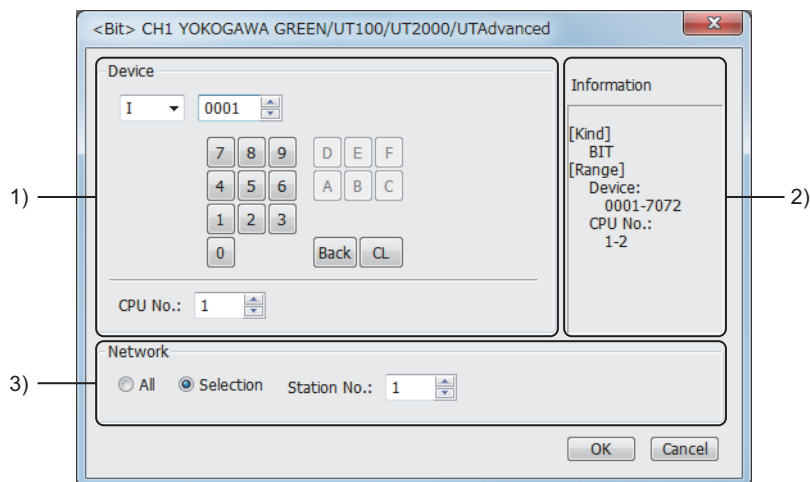 <Bit> CH1 YOKOGAWA GREEN/UT100/UT2000/UTAdvanced
x
Device
I 0001
7 8 9 D E F
4 5 6 A B C
1 2 3
0 Back CL
CPU No.: 1
1)
Information
[Kind]
BIT
[Range]
Device:
0001-7072
CPU No.:
1-2
2)
Network
All Selection Station No.: 1
3)
OK Cancel